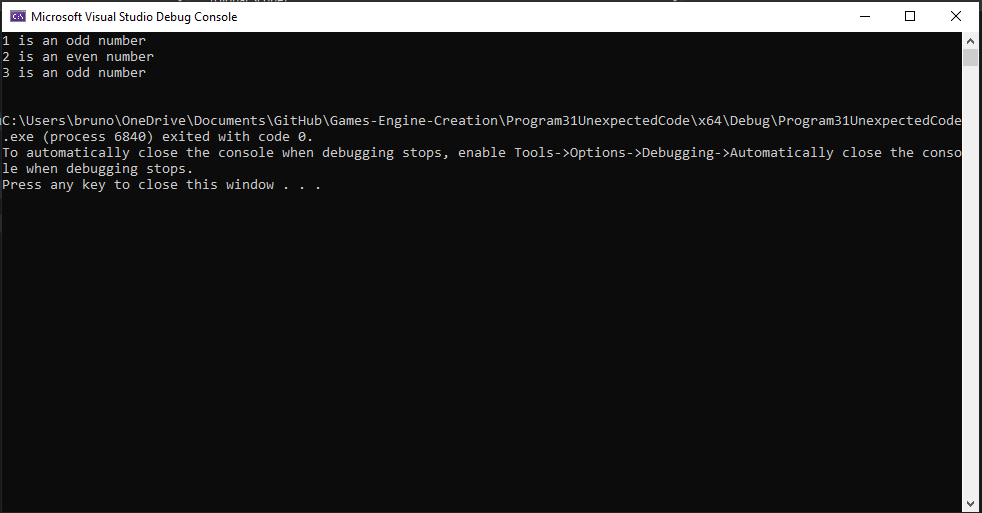 Microsoft Visual Studio Debug Console
1 is an odd number
2 is an even number
3 is an odd number
C:\Users\bruno\OneDrive\Documents\GitHub\Games-Engine-Creation\Program31UnexpectedCode\x64\Debug\Program31UnexpectedCode
.exe (process 6840) exited with code 0.
To automatically close the console when debugging stops, enable Tools->Options->Debugging->Automatically close the conso
le when debugging stops.
Press any key to close this window . . .